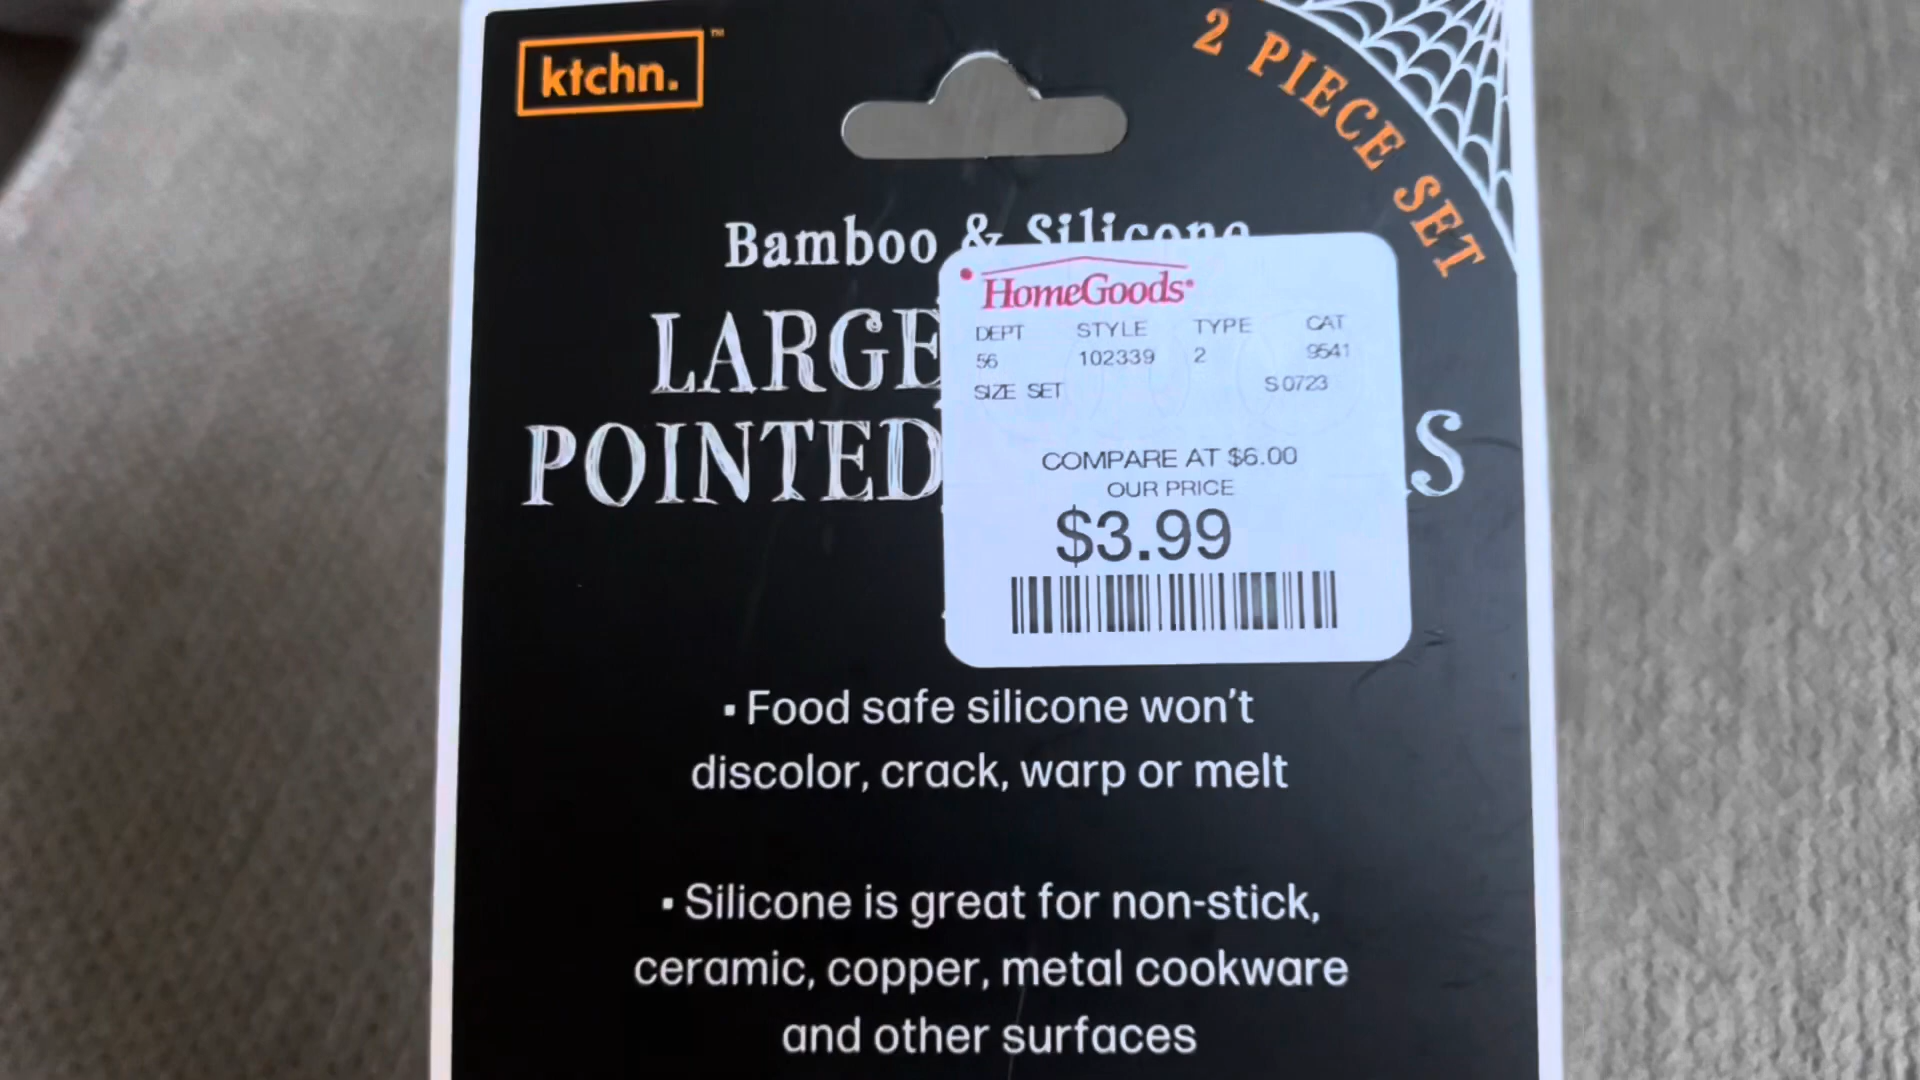 ktchn.™
2 PIECE SET
Bamboo & Silicone
LARGE
POINTED
HomeGoods
DEPT STYLE TYPE CAT
56 102339 2 9541
SIZE SET S0723
COMPARE AT $6.00
OUR PRICE
$3.99
▪ Food safe silicone won't
discolor, crack, warp or melt
▪ Silicone is great for non-stick,
ceramic, copper, metal cookware
and other surfaces